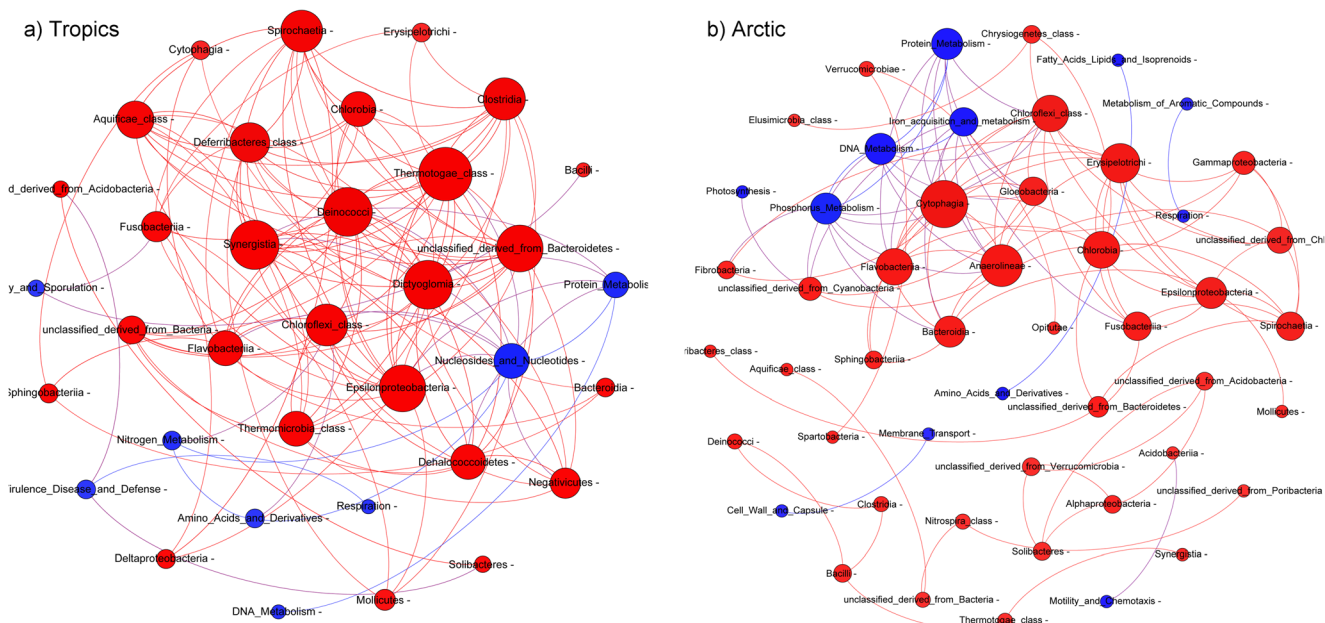 a) Tropics
Spirochaetia -
Erysipelotrichi -
Cytophagia -
Clostridia -
Chlorobia -
Aquificae_class -
Deferribacteres_class -
Thermotogae_class -
Bacilli -
d_derived_from_Acidobacteria -
Deinococci -
Fusobacteriia -
Synergistia -
unclassified_derived_from_Bacteroidetes -
Dictyoglomia -
Protein_Metabolis
y_and_Sporulation -
Chloroflexi_class -
unclassified_derived_from_Bacteria -
Flavobacteriia -
Nucleosides_and_Nucleotides -
Epsilonproteobacteria -
Bacteroidia -
Sphingobacteriia -
Thermomicrobia_class -
Nitrogen_Metabolism -
Dehalococcoidetes -
Negativicutes -
irulence_Disease_and_Defense -
Respiration -
Amino_Acids_and_Derivatives -
Deltaproteobacteria -
Solibacteres -
Mollicutes -
DNA_Metabolism -
b) Arctic
Chrysiogenetes_class -
Protein_Metabolism -
Fatty_Acids_Lipids_and_Isoprenoids -
Verrucomicrobiae -
Metabolism_of_Aromatic_Compounds -
Chloroflexi_class -
Elusimicrobia_class -
Iron_acquisition_and_metabolism -
DNA_Metabolism -
Erysipelotrichi -
Gammaproteobacteria -
Photosynthesis -
Gloeobacteria -
Phosphorus_Metabolism -
Cytophagia -
Respiration -
unclassified_derived_from_Chl
Chlorobia -
Flavobacteriia -
Anaerolineae -
Fibrobacteria -
unclassified_derived_from_Cyanobacteria -
Epsilonproteobacteria -
Bacteroidia -
Opitutae -
Fusobacteriia -
Spirochaetia -
ribacteres_class -
Sphingobacteriia -
Aquificae_class -
unclassified_derived_from_Acidobacteria -
Amino_Acids_and_Derivatives -
unclassified_derived_from_Bacteroidetes -
Mollicutes -
Deinococci -
Spartobacteria -
Membrane_Transport -
Acidobacteriia -
unclassified_derived_from_Verrucomicrobia -
unclassified_derived_from_Poribacteria
Cell_Wall_and_Capsule -
Clostridia -
Alphaproteobacteria -
Nitrospira_class -
Solibacteres -
Synergistia -
Bacilli -
unclassified_derived_from_Bacteria -
Motility_and_Chemotaxis -
Thermotogae_class -